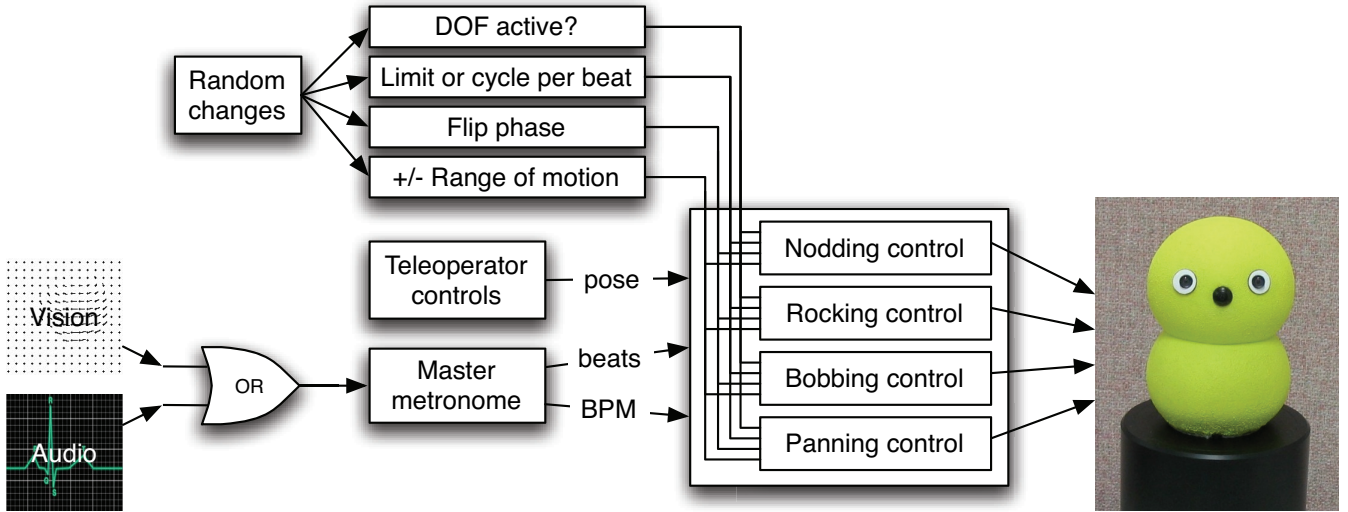 DOF active?
Limit or cycle per beat
Flip phase
+/- Range of motion
Random
changes
Teleoperator
controls
pose
Vision
Audio
R
Q
S
OR
Master
metronome
beats
BPM
Nodding control
Rocking control
Bobbing control
Panning control